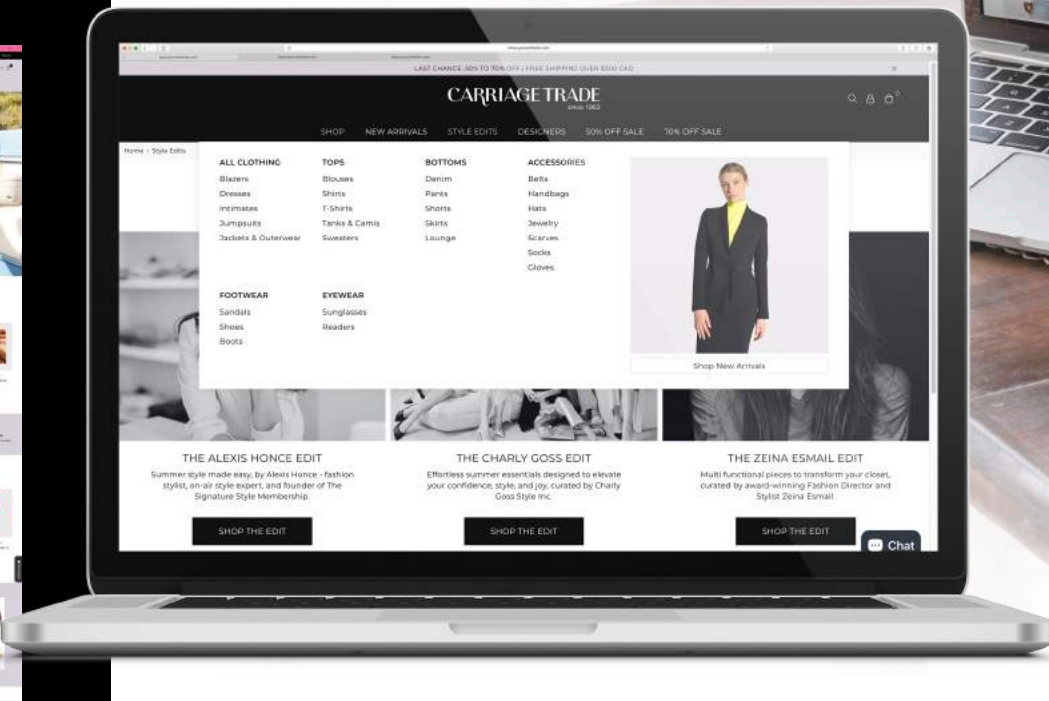 LAST CHANCE: 50% TO 70% OFF | FREE SHIPPING OVER $300 CAD
CARRIAGE TRADE
since 1983
0
SHOP NEW ARRIVALS STYLE EDITS DESIGNERS 50% OFF SALE 70% OFF SALE
Home Style Edits
ALL CLOTHING
Blazers
Dresses
Intimates
Jumpsuits
Jackets & Outerwear
TOPS
Blouses
Shirts
T-Shirts
Tanks & Camis
Sweaters
BOTTOMS
Denim
Pants
Shorts
Skirts
Lounge
ACCESSORIES
Belts
Handbags
Hats
Jewelry
Scarves
Socks
Gloves
FOOTWEAR
Sandals
Shoes
Boots
EYEWEAR
Sunglasses
Readers
Shop New Arrivals
THE ALEXIS HONCE EDIT
Summer style made easy, by Alexis Honce - fashion
stylist, on-air style expert, and founder of The
Signature Style Membership.
SHOP THE EDIT
THE CHARLY GOSS EDIT
Effortless summer essentials designed to elevate
your confidence, style, and joy, curated by Charly
Goss Style Inc.
SHOP THE EDIT
THE ZEINA ESMAIL EDIT
Multi functional pieces to transform your closet,
curated by award-winning Fashion Director and
Stylist Zeina Esmail.
SHOP THE EDIT
Chat